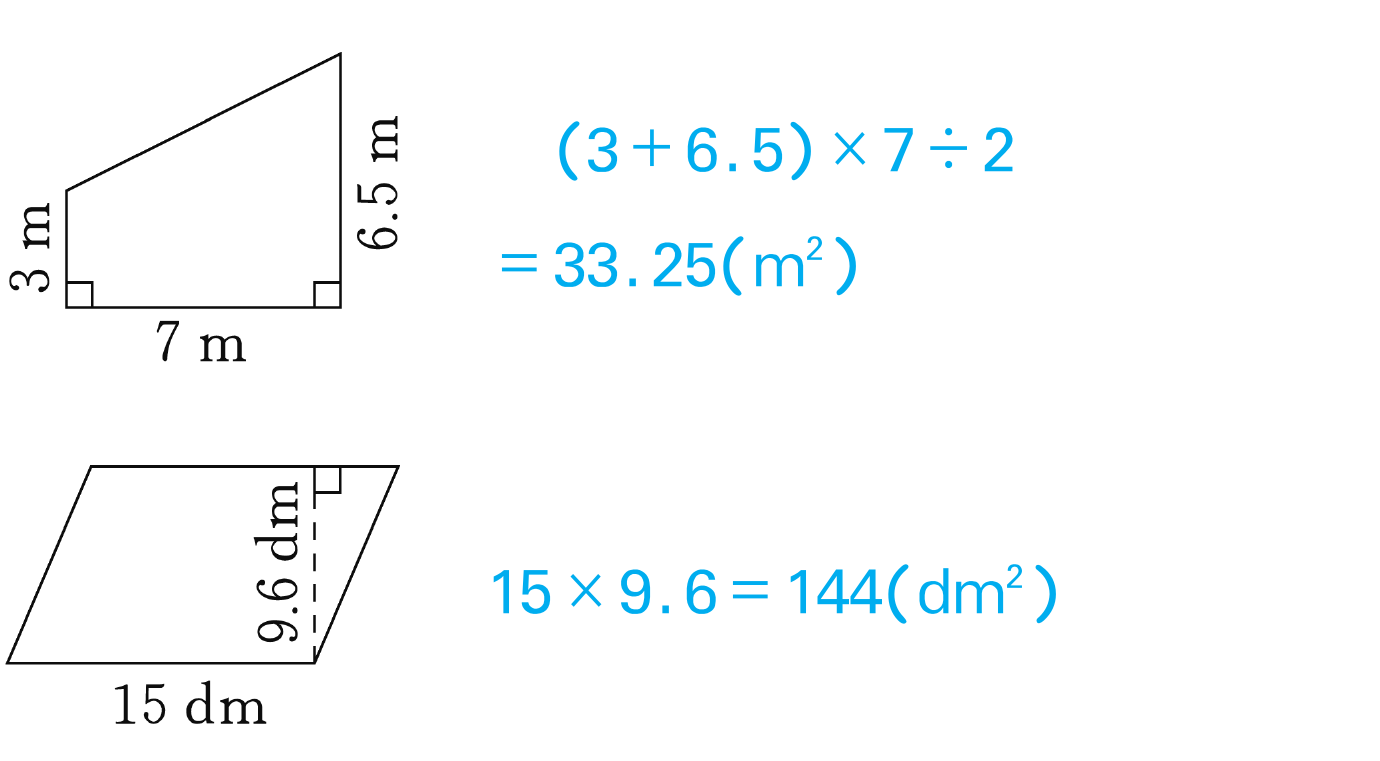 3 m
6.5 m
7 m
(3+6.5)×7÷2
=33.25(m²)
9.6 dm
15 dm
15×9.6=144(dm²)